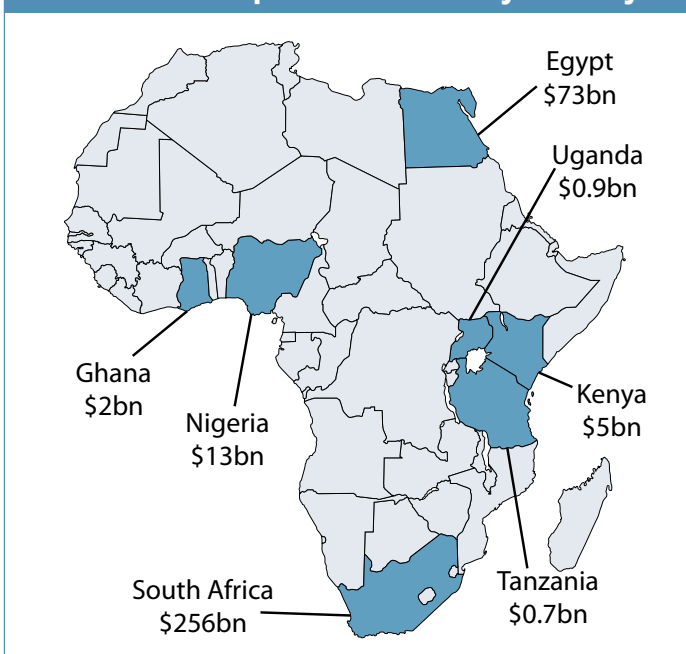 Egypt
$73bn
Uganda
$0.9bn
Ghana
$2bn
Nigeria
$13bn
Kenya
$5bn
South Africa
$256bn
Tanzania
$0.7bn